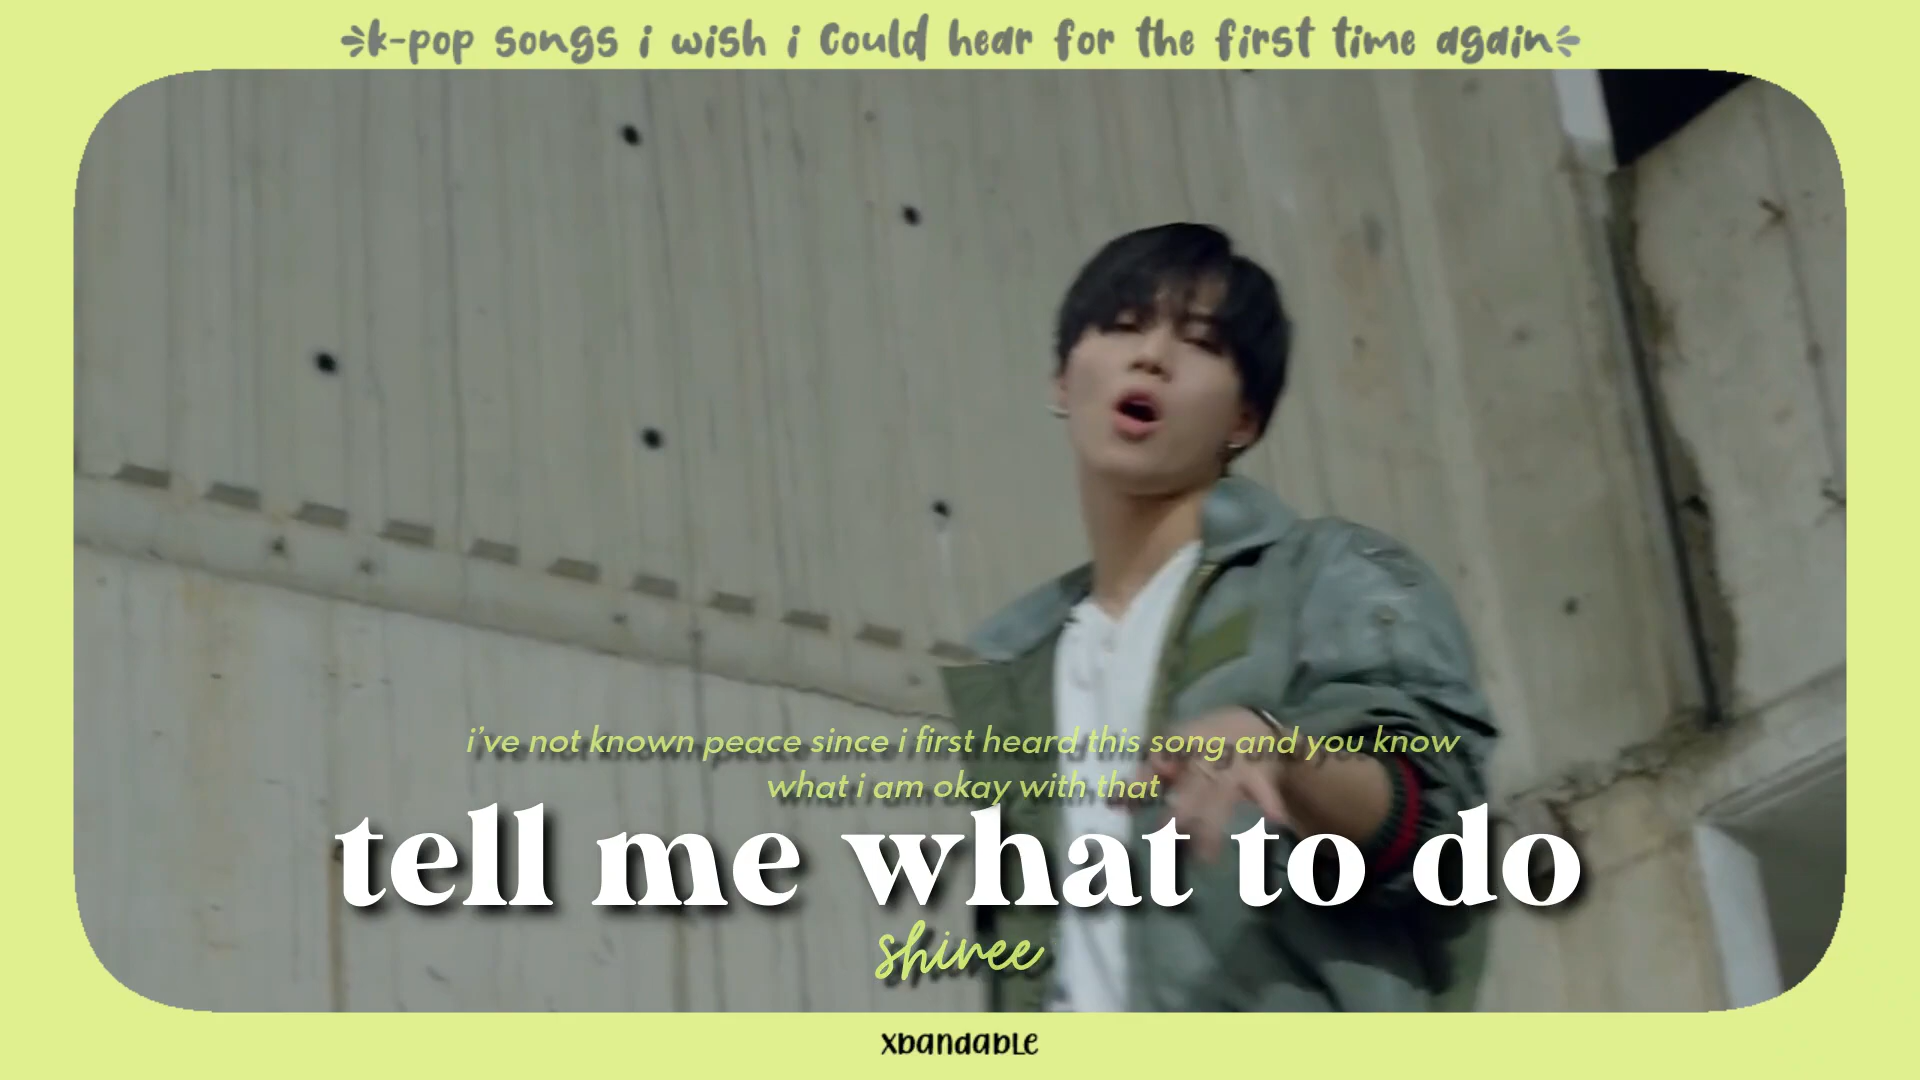 k-pop songs i wish i could hear for the first time again
i've not known peace since i first heard this song and you know
what i am okay with that
tell me what to do
shinee
xbandable